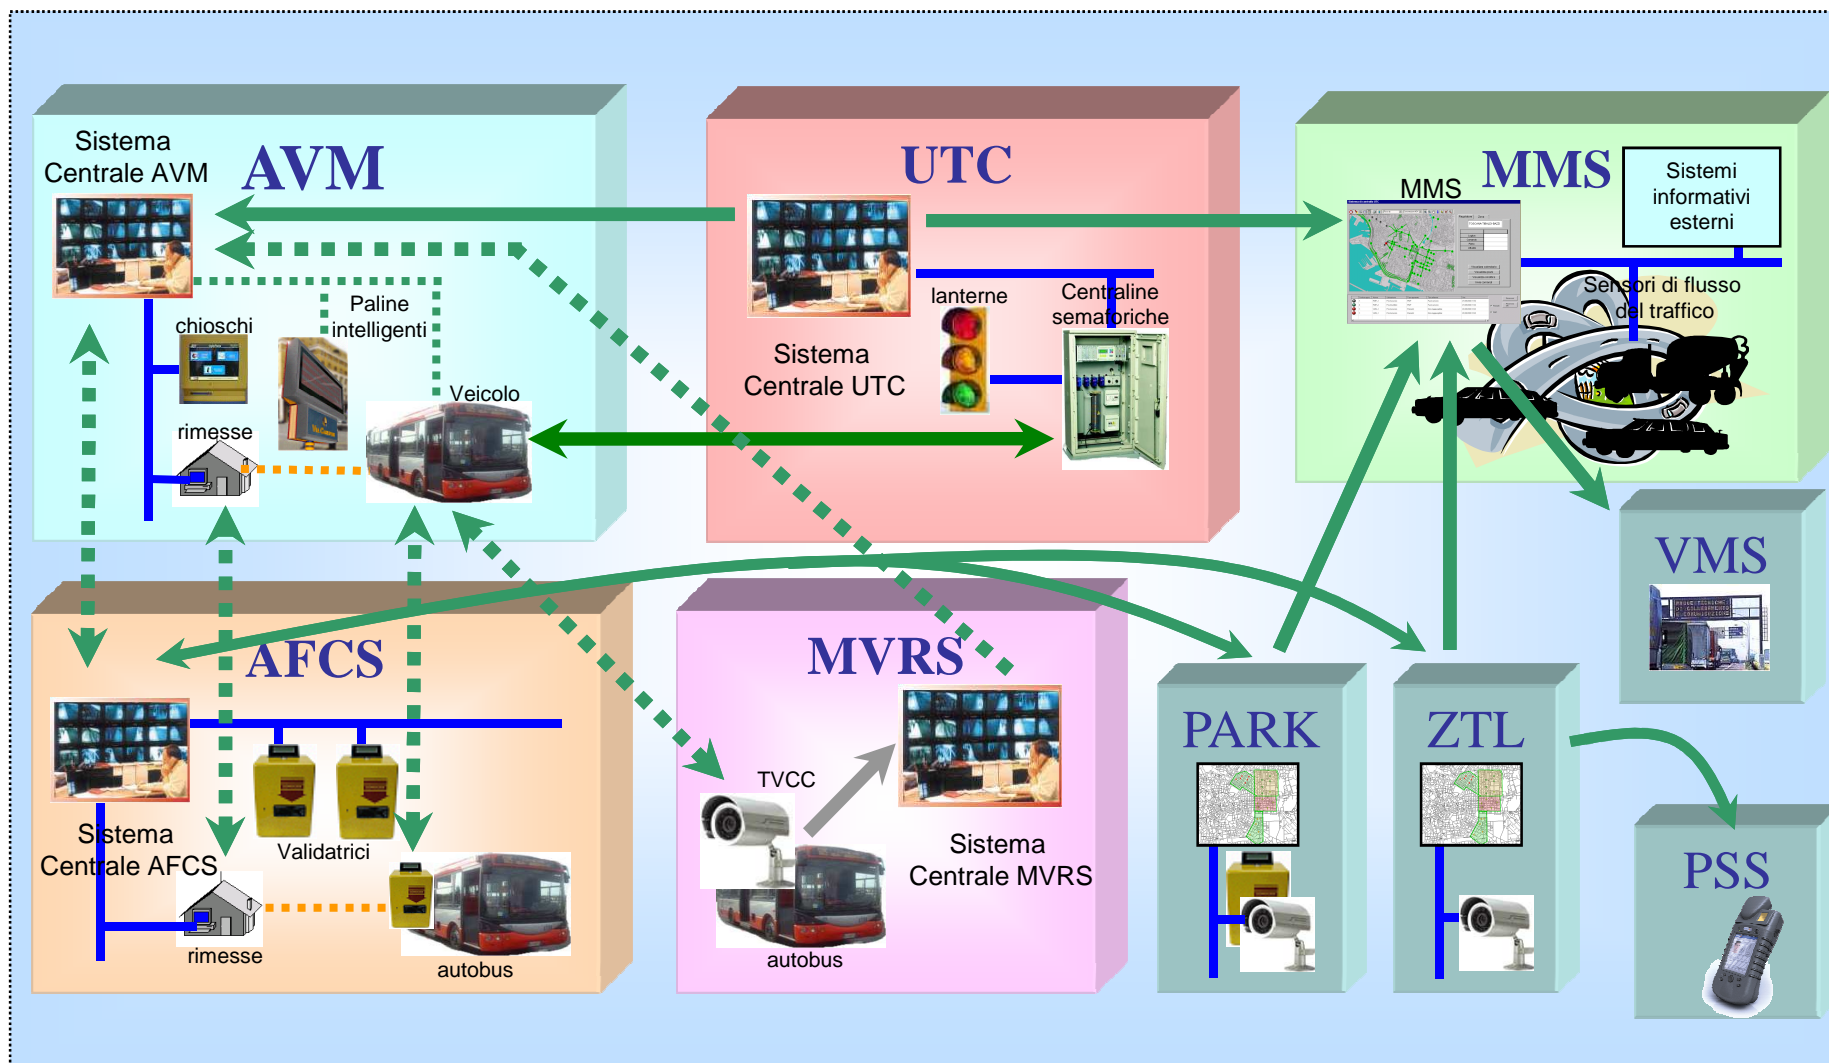 Sistema
Centrale AVM
AVM
chioschi
Paline
intelligenti
Veicolo
rimesse
UTC
lanterne
Centraline
semaforiche
Sistema
Centrale UTC
MMS
MMS
Sistemi
informativi
esterni
Sensori di flusso
del traffico
VMS
AFCS
Sistema
Centrale AFCS
Validatrici
rimesse
autobus
MVRS
TVCC
Sistema
Centrale MVRS
autobus
PARK
ZTL
PSS